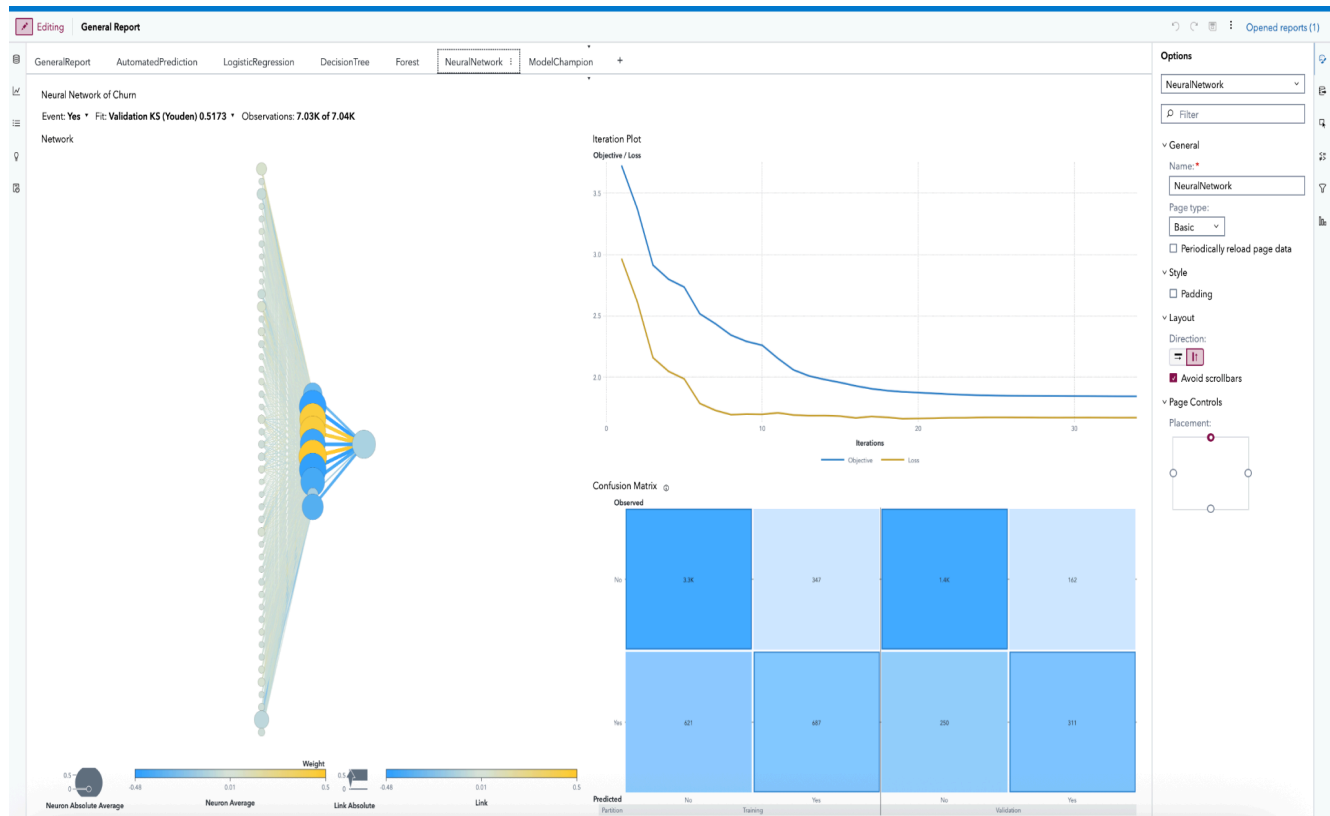 Editing General Report Opened reports (1)
GeneralReport AutomatedPrediction LogisticRegression DecisionTree Forest NeuralNetwork ModelChampion +
Neural Network of Churn
Event: Yes Fit: Validation KS (Youden) 0.5173 Observations: 7.03K of 7.04K
Network
Weight
0.5
0
Neuron Absolute Average
-0.48 0.01 0.5
Neuron Average
0.5
0
Link Absolute
-0.48 0.01 0.5
Link
Iteration Plot
Objective / Loss
3.5
3.0
2.5
2.0
0 10 20 30
Iterations
Objective Loss
Confusion Matrix
Observed
No 3.3K 347 1.4K 162
Yes 621 687 250 311
Predicted No Yes No Yes
Partition Training Validation
Options
NeuralNetwork
Filter
General
Name:*
NeuralNetwork
Page type:
Basic
Periodically reload page data
Style
Padding
Layout
Direction:
Avoid scrollbars
Page Controls
Placement: